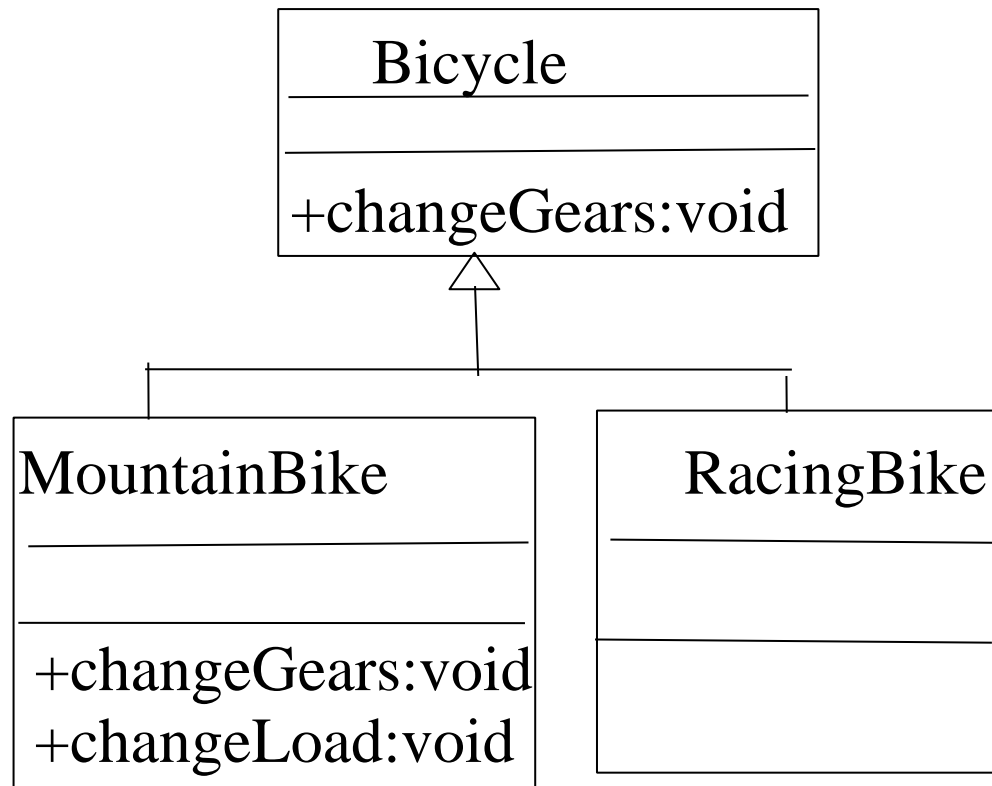 Bicycle
+changeGears:void
MountainBike
+changeGears:void
+changeLoad:void
RacingBike